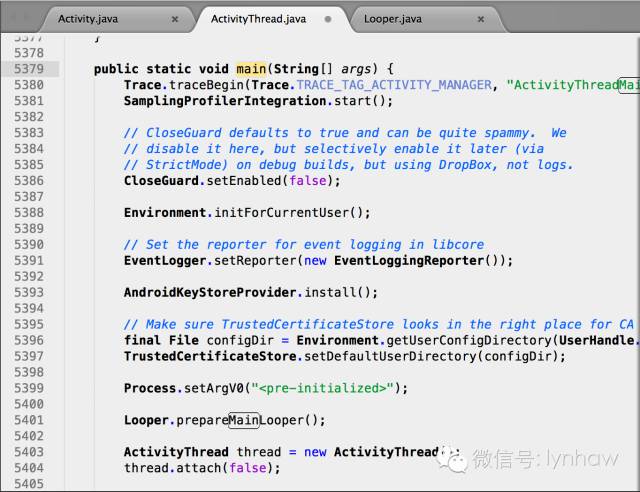 Activity.java ×
ActivityThread.java
Looper.java ×
5377 }
5378
5379 public static void main(String[] args) {
5380 Trace.traceBegin(Trace.TRACE_TAG_ACTIVITY_MANAGER, "ActivityThreadMai
5381 SamplingProfilerIntegration.start();
5382
5383 // CloseGuard defaults to true and can be quite spammy.  We
5384 // disable it here, but selectively enable it later (via
5385 // StrictMode) on debug builds, but using DropBox, not logs.
5386 CloseGuard.setEnabled(false);
5387
5388 Environment.initForCurrentUser();
5389
5390 // Set the reporter for event logging in libcore
5391 EventLogger.setReporter(new EventLoggingReporter());
5392
5393 AndroidKeyStoreProvider.install();
5394
5395 // Make sure TrustedCertificateStore looks in the right place for CA
5396 final File configDir = Environment.getUserConfigDirectory(UserHandle.
5397 TrustedCertificateStore.setDefaultUserDirectory(configDir);
5398
5399 Process.setArgV0("<pre-initialized>");
5400
5401 Looper.prepareMainLooper();
5402
5403 ActivityThread thread = new ActivityThread();
5404 thread.attach(false);
5405
微信号: lynhaw